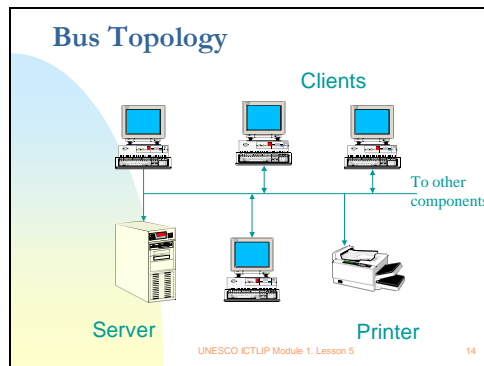 Bus Topology
Clients
To other
components
Server
Printer
UNESCO ICTLIP Module 1. Lesson 5
14